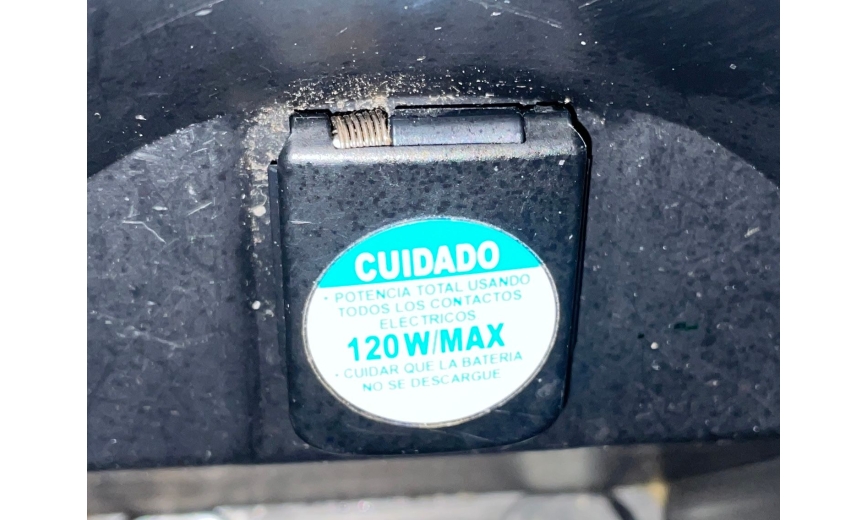 CUIDADO
· POTENCIA TOTAL USANDO
TODOS LOS CONTACTOS
ELECTRICOS
120W/MAX
· CUIDAR QUE LA BATERIA
NO SE DESCARGUE